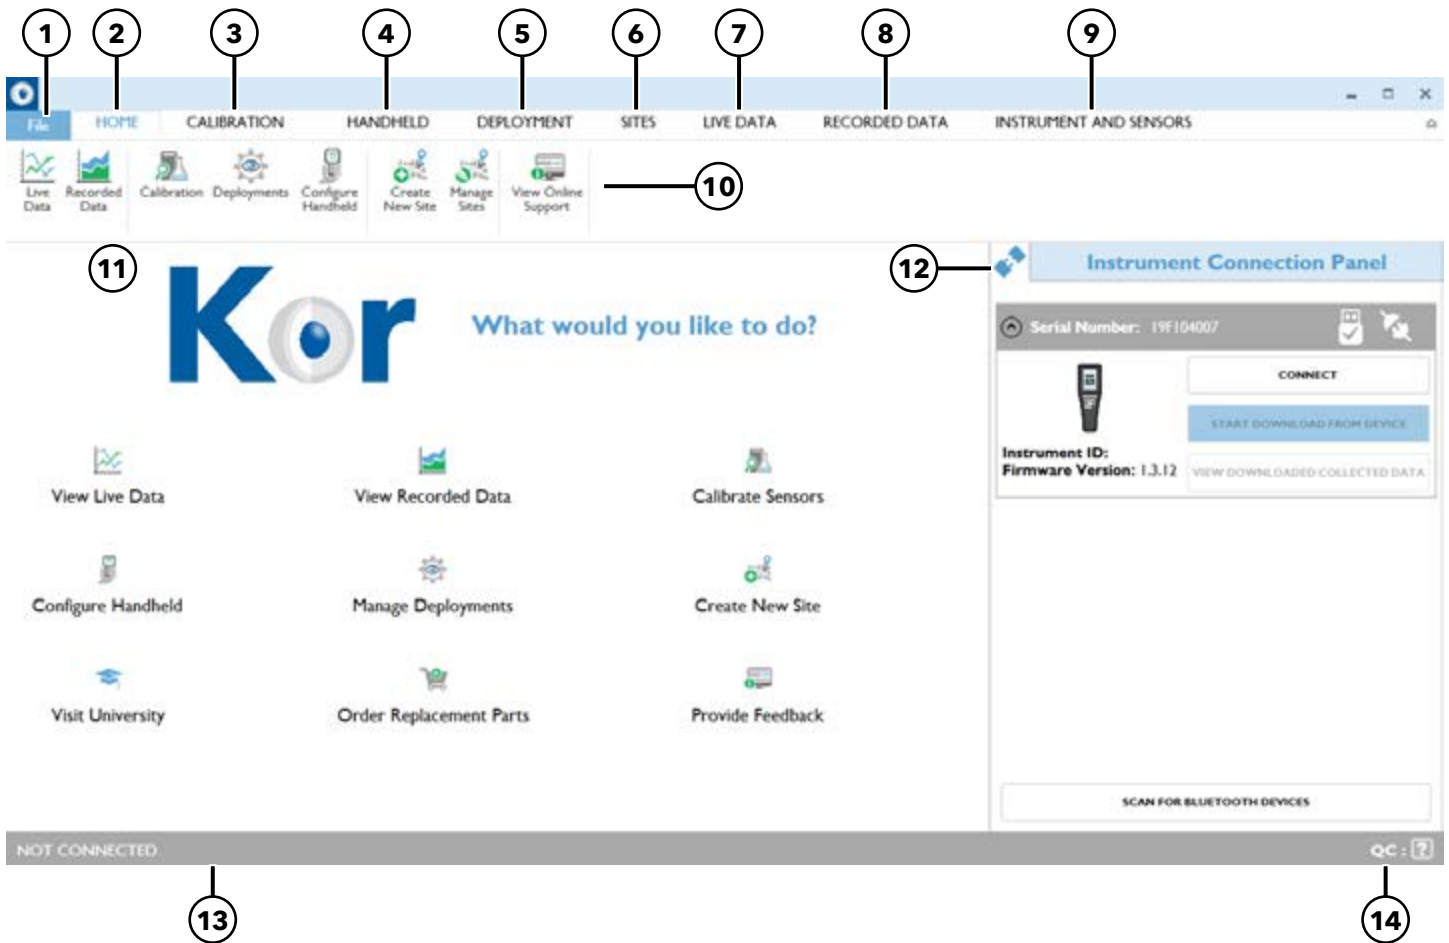 1 2 3 4 5 6 7 8 9
File HOME CALIBRATION HANDHELD DEPLOYMENT SITES LIVE DATA RECORDED DATA INSTRUMENT AND SENSORS
Live Data
Recorded Data
Calibration
Deployments
Configure Handheld
Create New Site
Manage Sites
View Online Support
10
11
Kor
What would you like to do?
12
Instrument Connection Panel
Serial Number: 19F104007
CONNECT
START DOWNLOAD FROM DEVICE
Instrument ID:
Firmware Version: 1.3.12
VIEW DOWNLOADED COLLECTED DATA
View Live Data
View Recorded Data
Calibrate Sensors
Configure Handheld
Manage Deployments
Create New Site
Visit University
Order Replacement Parts
Provide Feedback
SCAN FOR BLUETOOTH DEVICES
NOT CONNECTED
QC : ?
13
14